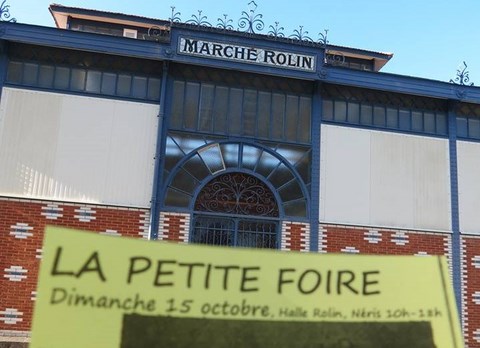 MARCHÉ ROLIN
LA PETITE FOIRE
Dimanche 15 octobre, Halle Rolin, Néris 10h-18h